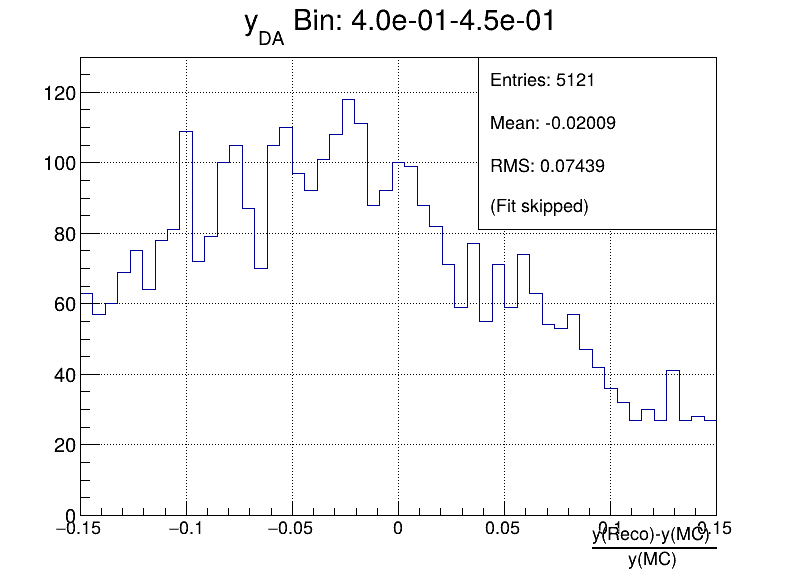 y_DA Bin: 4.0e-01-4.5e-01
Entries: 5121
Mean: -0.02009
RMS: 0.07439
(Fit skipped)
120
100
80
60
40
20
0
−0.15 −0.1 −0.05 0 0.05 0.1 0.15
y(Reco)-y(MC)
y(MC)